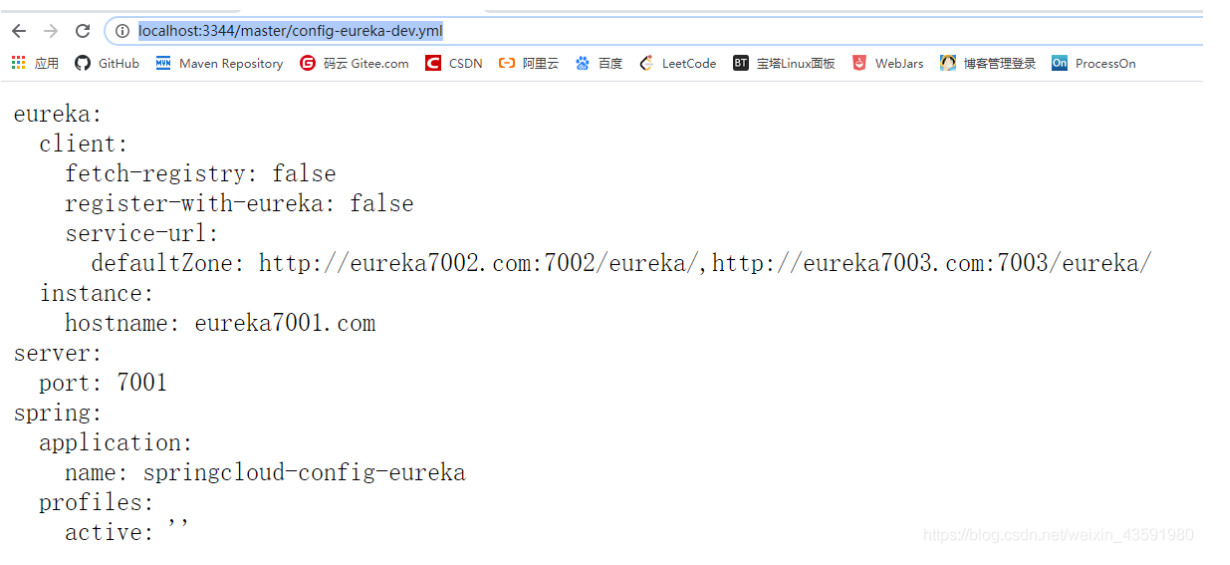 localhost:3344/master/config-eureka-dev.yml
应用 GitHub MVN Maven Repository G 码云 Gitee.com C CSDN 阿里云 百度 LeetCode BT 宝塔Linux面板 WebJars 博客管理登录 On ProcessOn
eureka:
  client:
    fetch-registry: false
    register-with-eureka: false
    service-url:
      defaultZone: http://eureka7002.com:7002/eureka/,http://eureka7003.com:7003/eureka/
  instance:
    hostname: eureka7001.com
server:
  port: 7001
spring:
  application:
    name: springcloud-config-eureka
  profiles:
    active: ''
https://blog.csdn.net/weixin_43591980